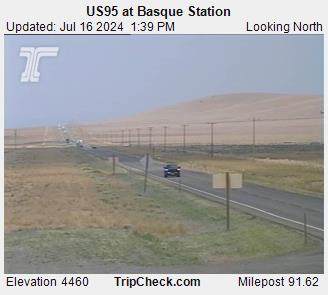 US95 at Basque Station
Updated: Jul 16 2024 1:39 PM Looking North
Elevation 4460 TripCheck.com Milepost 91.62